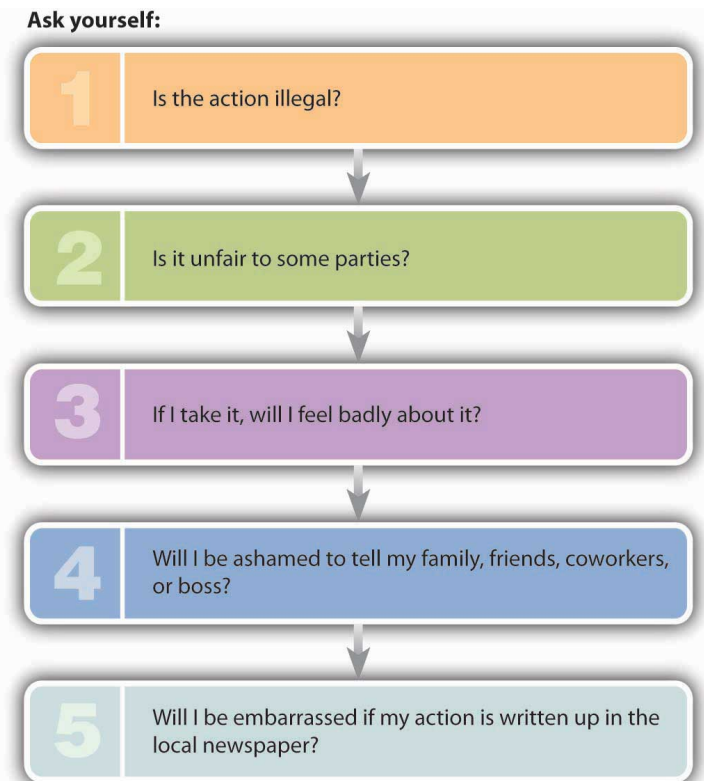 Ask yourself:
1
Is the action illegal?
2
Is it unfair to some parties?
3
If I take it, will I feel badly about it?
4
Will I be ashamed to tell my family, friends, coworkers,
or boss?
5
Will I be embarrassed if my action is written up in the
local newspaper?